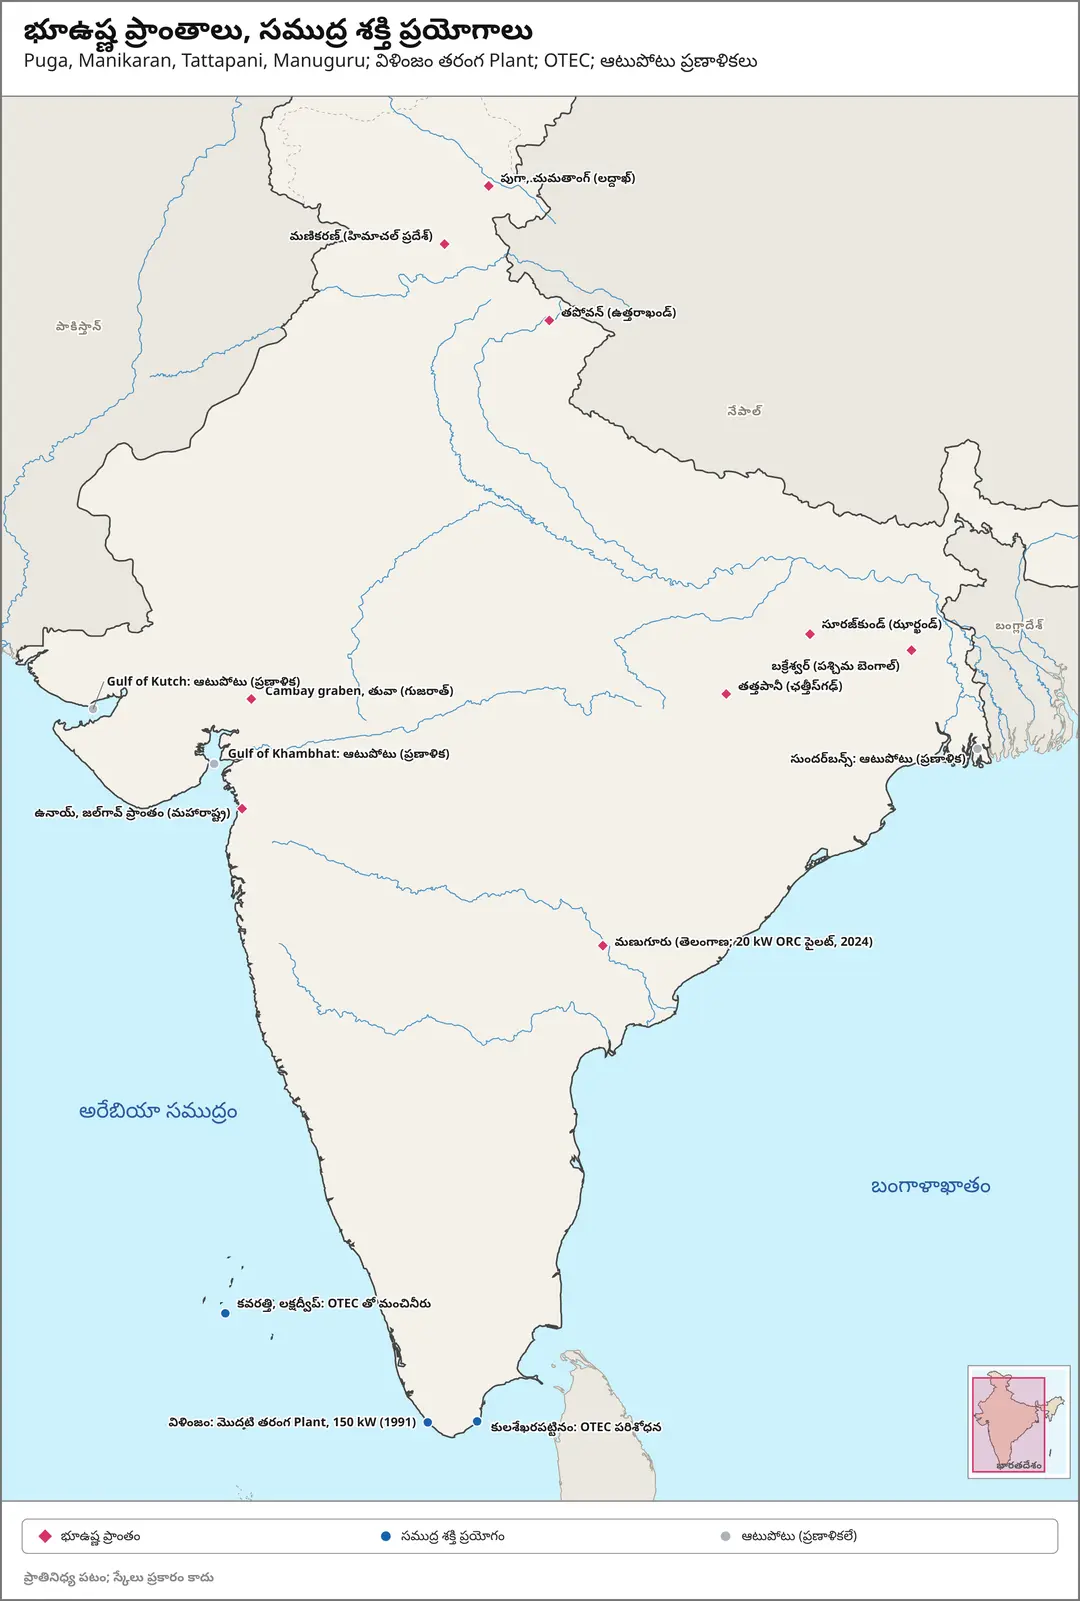 భూఉష్ణ ప్రాంతాలు, సముద్ర శక్తి ప్రయోగాలు
Puga, Manikaran, Tattapani, Manuguru; విళింజం తరంగ Plant; OTEC; ఆటుపోటు ప్రణాళికలు
పుగా, చుమతాంగ్ (లద్దాఖ్)
మణికరణ్ (హిమాచల్ ప్రదేశ్)
తపోవన్ (ఉత్తరాఖండ్)
పాకిస్తాన్
నేపాల్
సూరజ్‌కుండ్ (ఝార్ఖండ్)
బంగ్లాదేశ్
బక్రేశ్వర్ (పశ్చిమ బెంగాల్)
Gulf of Kutch: ఆటుపోటు (ప్రణాళిక)
తత్తపానీ (ఛత్తీస్‌గఢ్)
Cambay graben, తువా (గుజరాత్)
Gulf of Khambhat: ఆటుపోటు (ప్రణాళిక)
సుందర్‌బన్స్: ఆటుపోటు (ప్రణాళిక)
ఉనాయ్, జల్‌గావ్ ప్రాంతం (మహారాష్ట్ర)
మణుగూరు (తెలంగాణ; 20 kW ORC పైలట్, 2024)
అరేబియా సముద్రం
బంగాళాఖాతం
కవరత్తి, లక్షద్వీప్: OTEC తో మంచినీరు
విళింజం: మొదటి తరంగ Plant, 150 kW (1991)
కులశేఖరపట్టినం: OTEC పరిశోధన
భారతదేశం
భూఉష్ణ ప్రాంతం
సముద్ర శక్తి ప్రయోగం
ఆటుపోటు (ప్రణాళికలే)
ప్రాతినిధ్య పటం; స్కేలు ప్రకారం కాదు